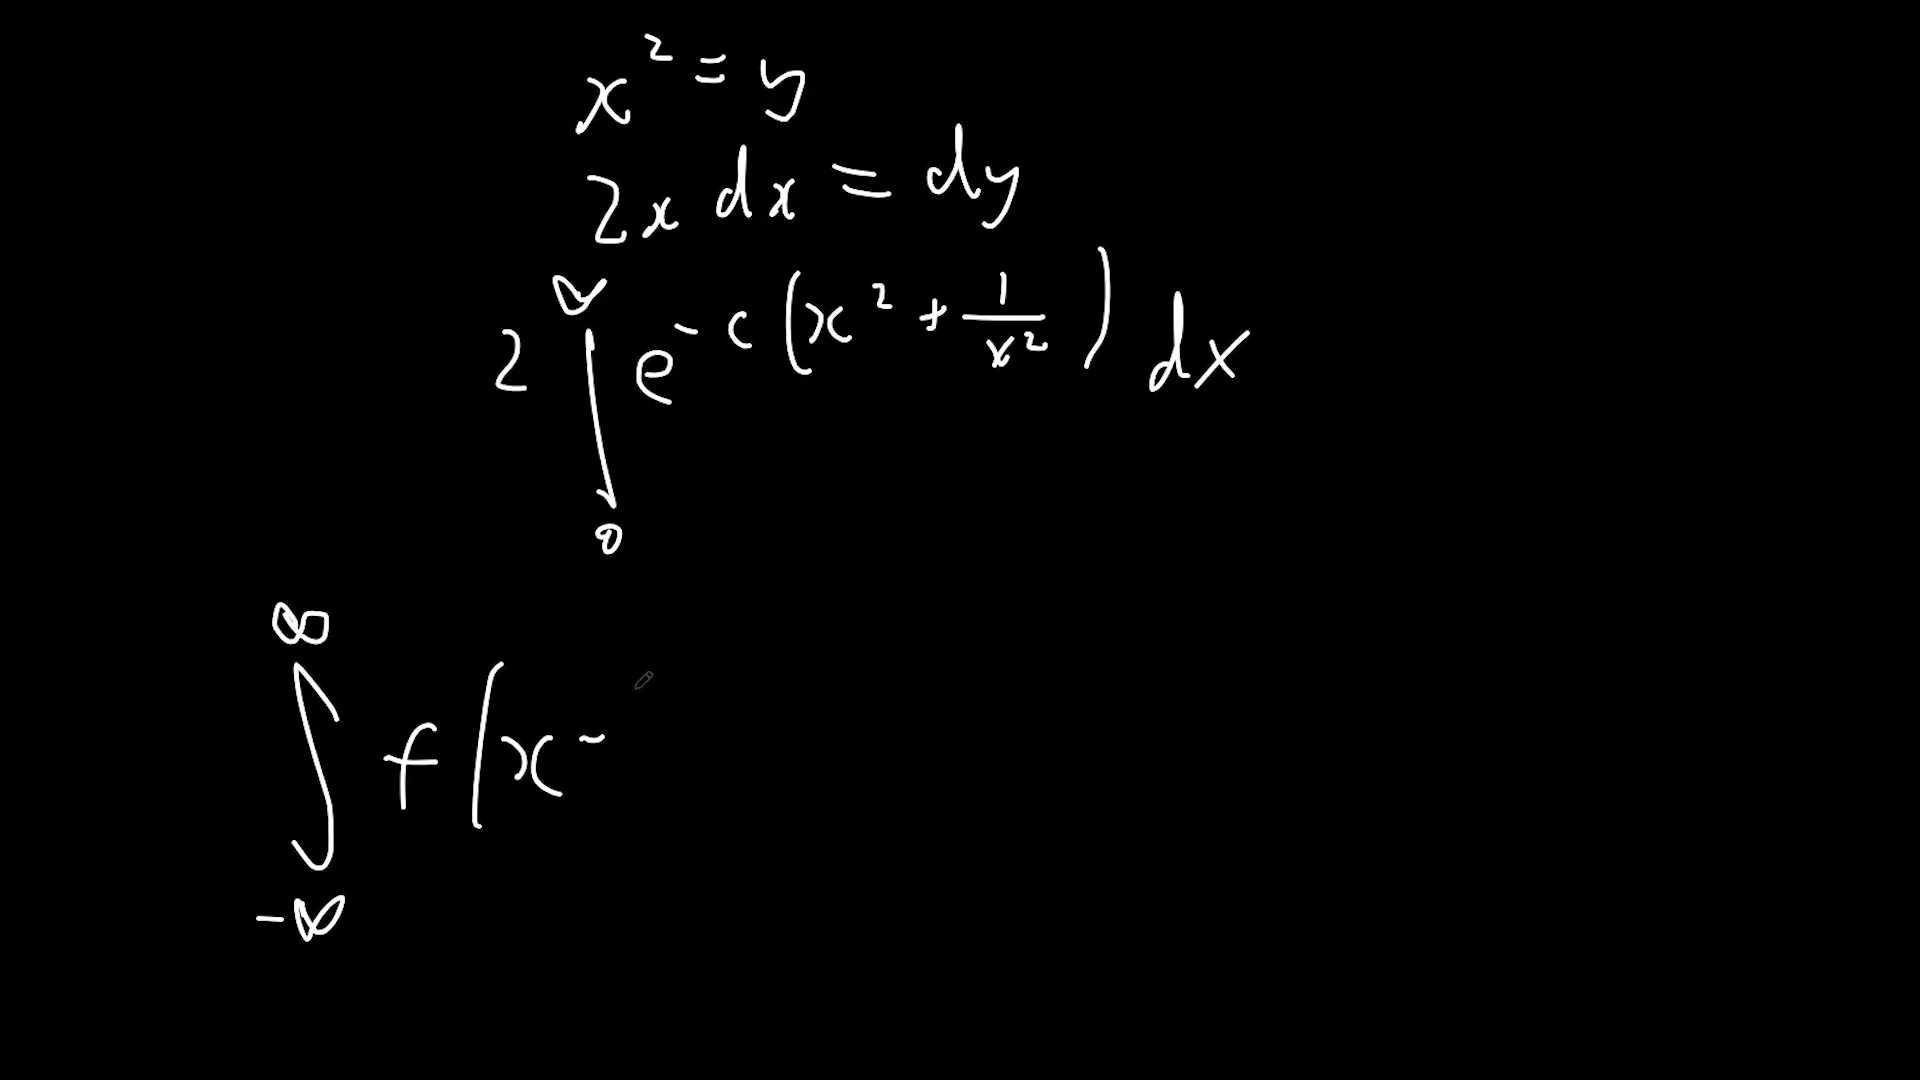 x² = y
2x dx = dy
2 ∫₀^∞ e^{-c(x² + 1/x²)} dx
∫_{-∞}^{∞} f(x -